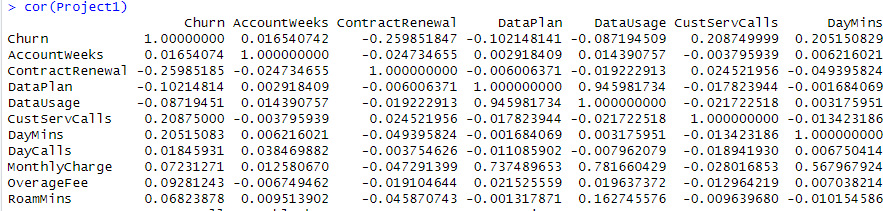 > cor(Project1)
Churn AccountWeeks ContractRenewal DataPlan DataUsage CustServCalls DayMins
Churn 1.00000000 0.016540742 -0.259851847 -0.102148141 -0.087194509 0.208749999 0.205150829
AccountWeeks 0.01654074 1.000000000 -0.024734655 0.002918409 0.014390757 -0.003795939 0.006216021
ContractRenewal -0.25985185 -0.024734655 1.000000000 -0.006006371 -0.019222913 0.024521956 -0.049395824
DataPlan -0.10214814 0.002918409 -0.006006371 1.000000000 0.945981734 -0.017823944 -0.001684069
DataUsage -0.08719451 0.014390757 -0.019222913 0.945981734 1.000000000 -0.021722518 0.003175951
CustServCalls 0.20875000 -0.003795939 0.024521956 -0.017823944 -0.021722518 1.000000000 -0.013423186
DayMins 0.20515083 0.006216021 -0.049395824 -0.001684069 0.003175951 -0.013423186 1.000000000
DayCalls 0.01845931 0.038469882 -0.003754626 -0.011085902 -0.007962079 -0.018941930 0.006750414
MonthlyCharge 0.07231271 0.012580670 -0.047291399 0.737489653 0.781660429 -0.028016853 0.567967924
OverageFee 0.09281243 -0.006749462 -0.019104644 0.021525559 0.019637372 -0.012964219 0.007038214
RoamMins 0.06823878 0.009513902 -0.045870743 -0.001317871 0.162745576 -0.009639680 -0.010154586